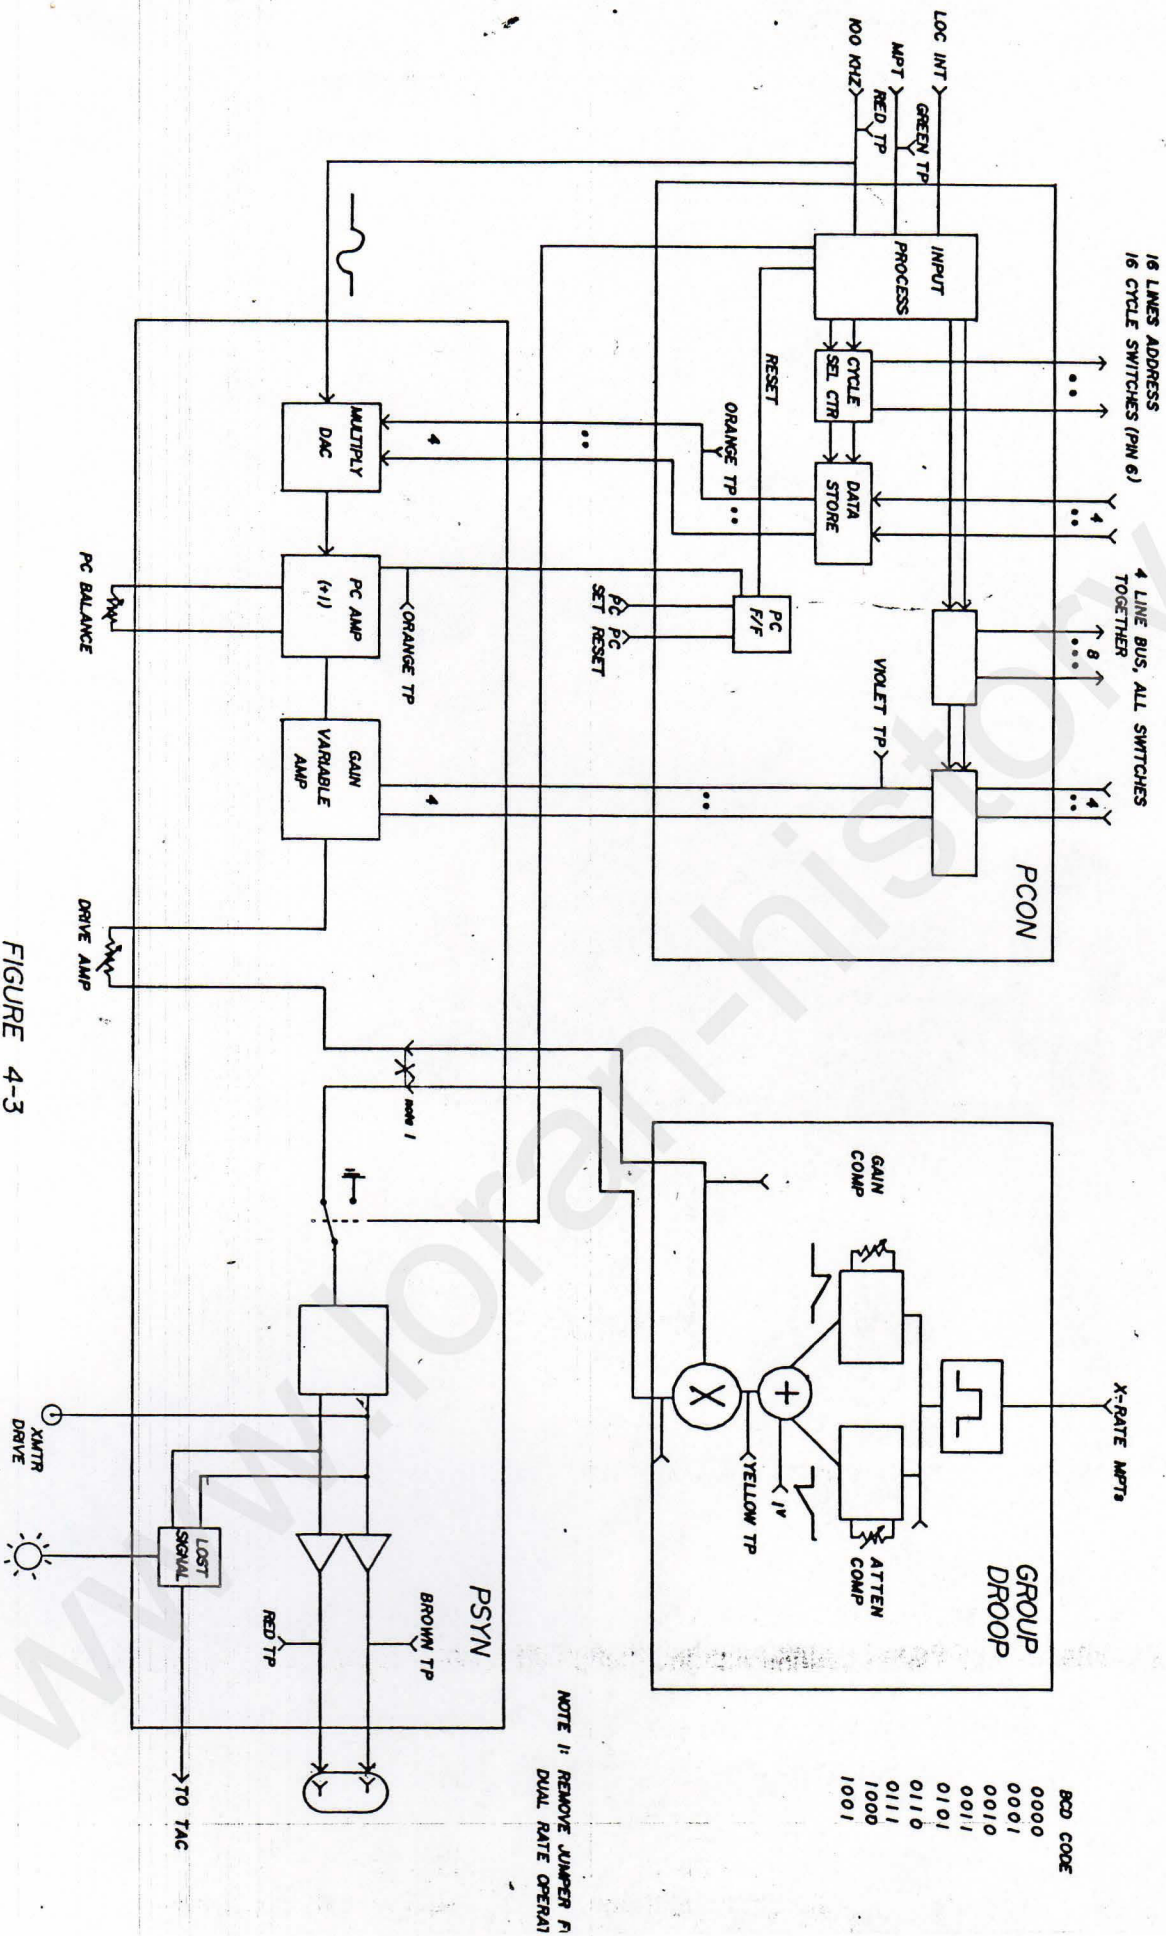 16 LINES ADDRESS
16 CYCLE SWITCHES (PIN 6)
4 LINE BUS, ALL SWITCHES
TOGETHER
X-RATE MPTs
BCD CODE
0000
0001
0010
0011
0101
0110
0111
1000
1001
LOC INT
MPT
100 KHZ
GREEN TP
RED TP
INPUT
PROCESS
CYCLE
SEL CTR
DATA
STORE
4
8
4
PCON
RESET
ORANGE TP
PC
F/F
PC
SET
PC
RESET
VIOLET TP
GROUP
DROOP
GAIN
COMP
ATTEN
COMP
+
X
1V
YELLOW TP
MULTIPLY
DAC
4
PC AMP
(+1)
ORANGE TP
GAIN
VARIABLE
AMP
4
note 1
PC BALANCE
DRIVE AMP
PSYN
BROWN TP
RED TP
LOST
SIGNAL
XMTR
DRIVE
TO TAC
NOTE 1: REMOVE JUMPER
DUAL RATE
FIGURE 4-3
www.loran-history